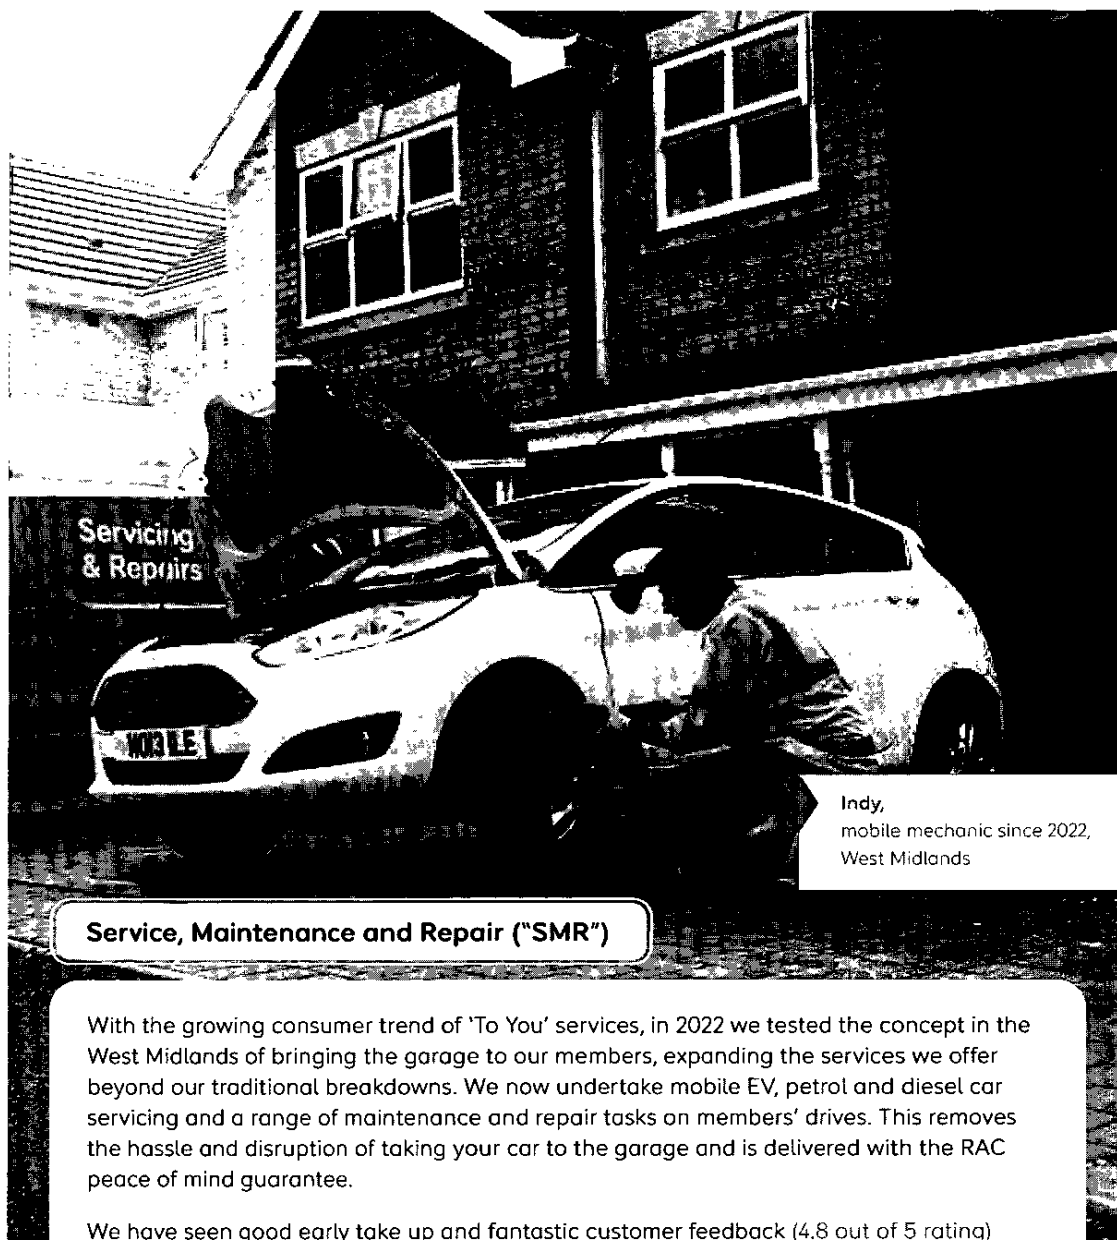 Servicing
& Repairs
Indy,
mobile mechanic since 2022,
West Midlands
Service, Maintenance and Repair ("SMR")
With the growing consumer trend of 'To You' services, in 2022 we tested the concept in the
West Midlands of bringing the garage to our members, expanding the services we offer
beyond our traditional breakdowns. We now undertake mobile EV, petrol and diesel car
servicing and a range of maintenance and repair tasks on members' drives. This removes
the hassle and disruption of taking your car to the garage and is delivered with the RAC
peace of mind guarantee.
We have seen good early take up and fantastic customer feedback (4.8 out of 5 rating)